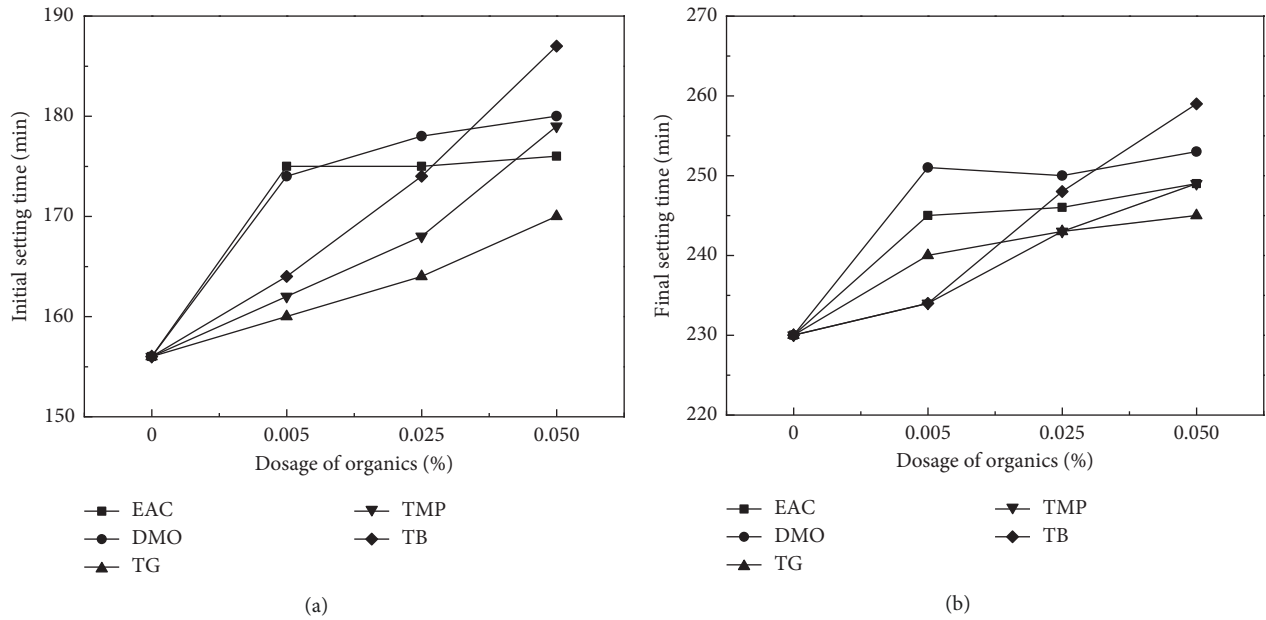 190
180
170
160
150
Initial setting time (min)
0 0.005 0.025 0.050
Dosage of organics (%)
EAC TMP
DMO TB
TG
(a)
270
260
250
240
230
220
Final setting time (min)
0 0.005 0.025 0.050
Dosage of organics (%)
EAC TMP
DMO TB
TG
(b)